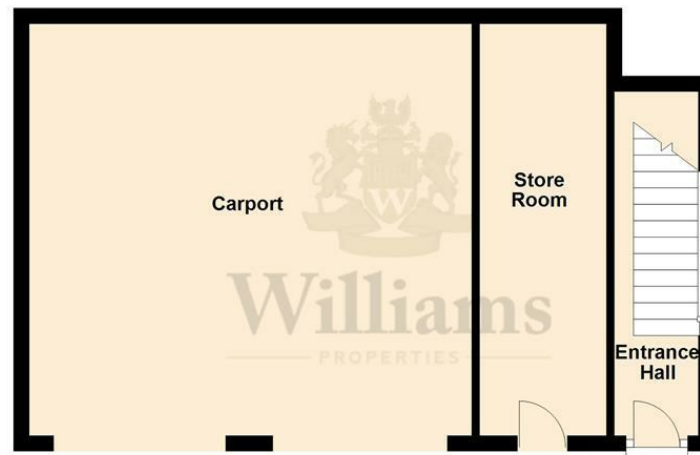 Carport
Store
Room
W
Williams
PROPERTIES
Entrance
Hall